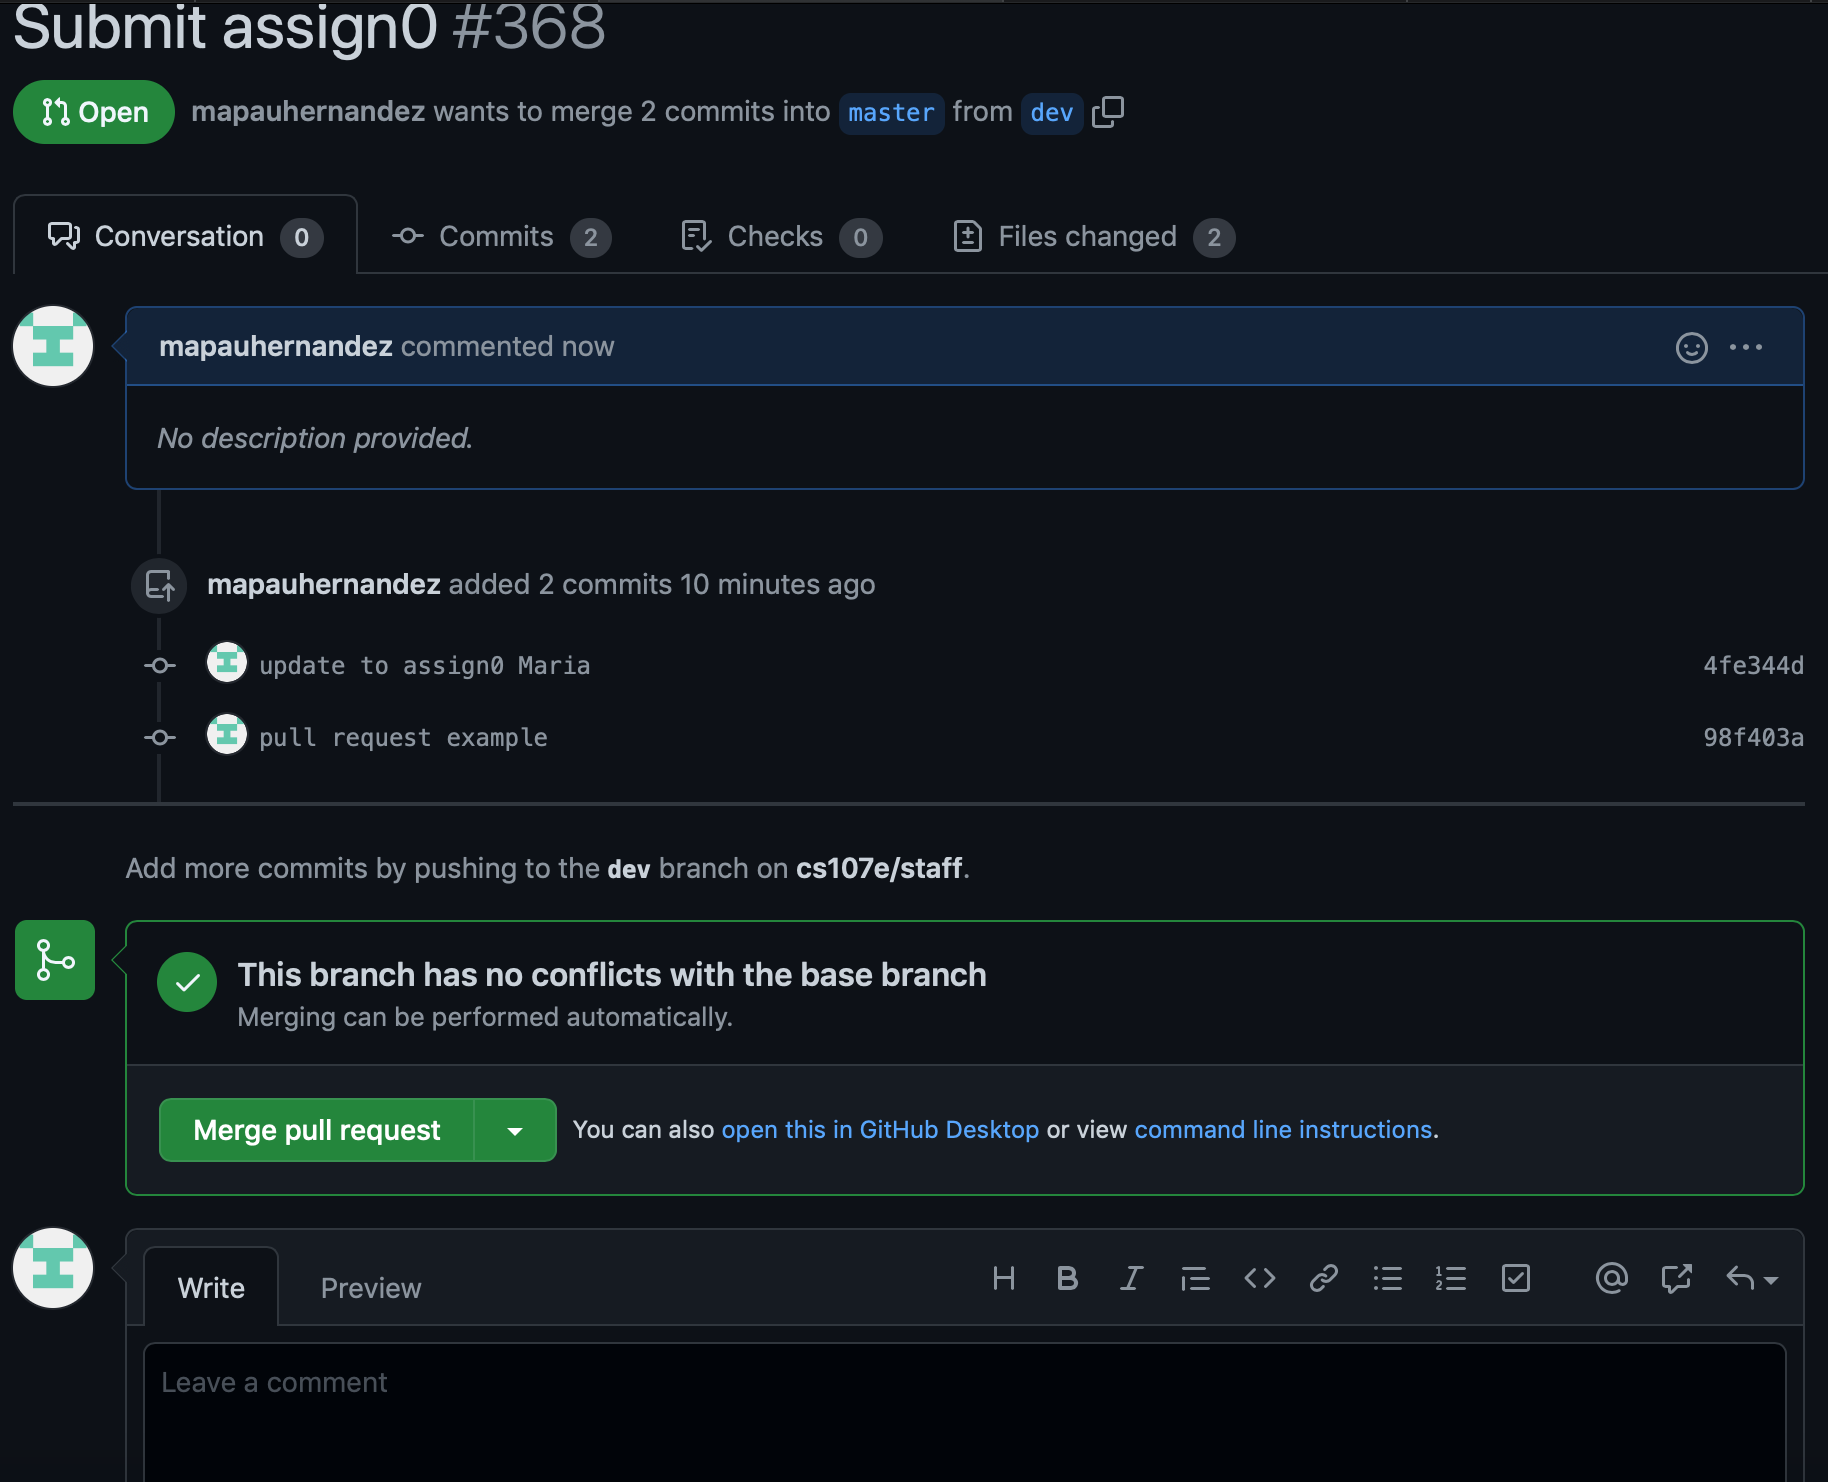 Submit assign0 #368
Open mapauhernandez wants to merge 2 commits into master from dev
Conversation 0 Commits 2 Checks 0 Files changed 2
mapauhernandez commented now
No description provided.
mapauhernandez added 2 commits 10 minutes ago
update to assign0 Maria 4fe344d
pull request example 98f403a
Add more commits by pushing to the dev branch on cs107e/staff.
This branch has no conflicts with the base branch
Merging can be performed automatically.
Merge pull request You can also open this in GitHub Desktop or view command line instructions.
Write Preview
Leave a comment